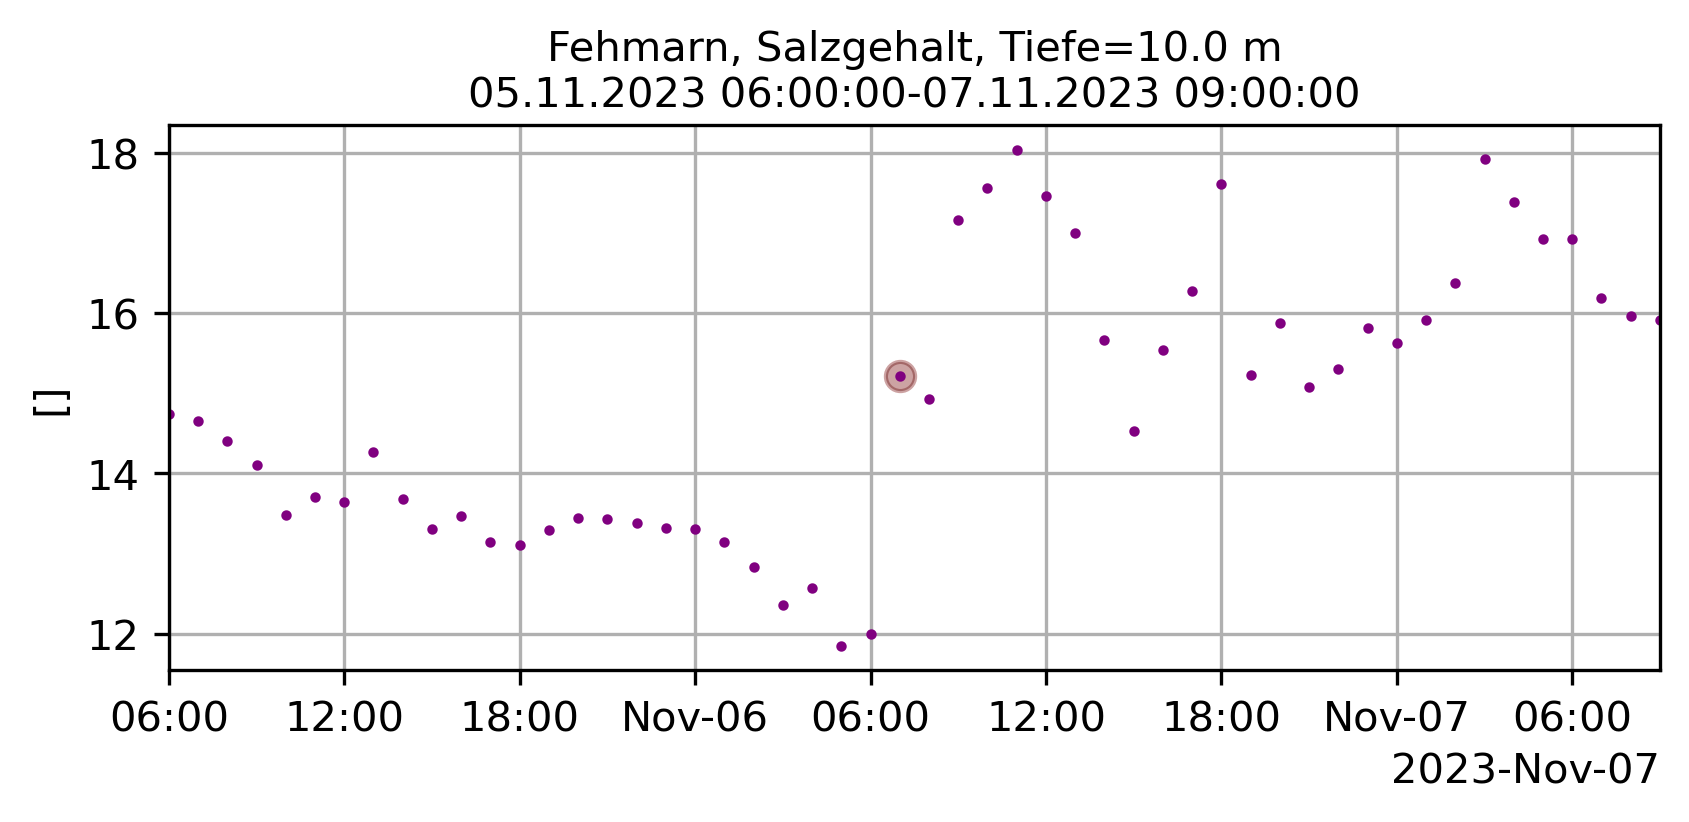 Fehmarn, Salzgehalt, Tiefe=10.0 m
05.11.2023 06:00:00-07.11.2023 09:00:00
18
16
14
12
[]
06:00 12:00 18:00 Nov-06 06:00 12:00 18:00 Nov-07 06:00
2023-Nov-07